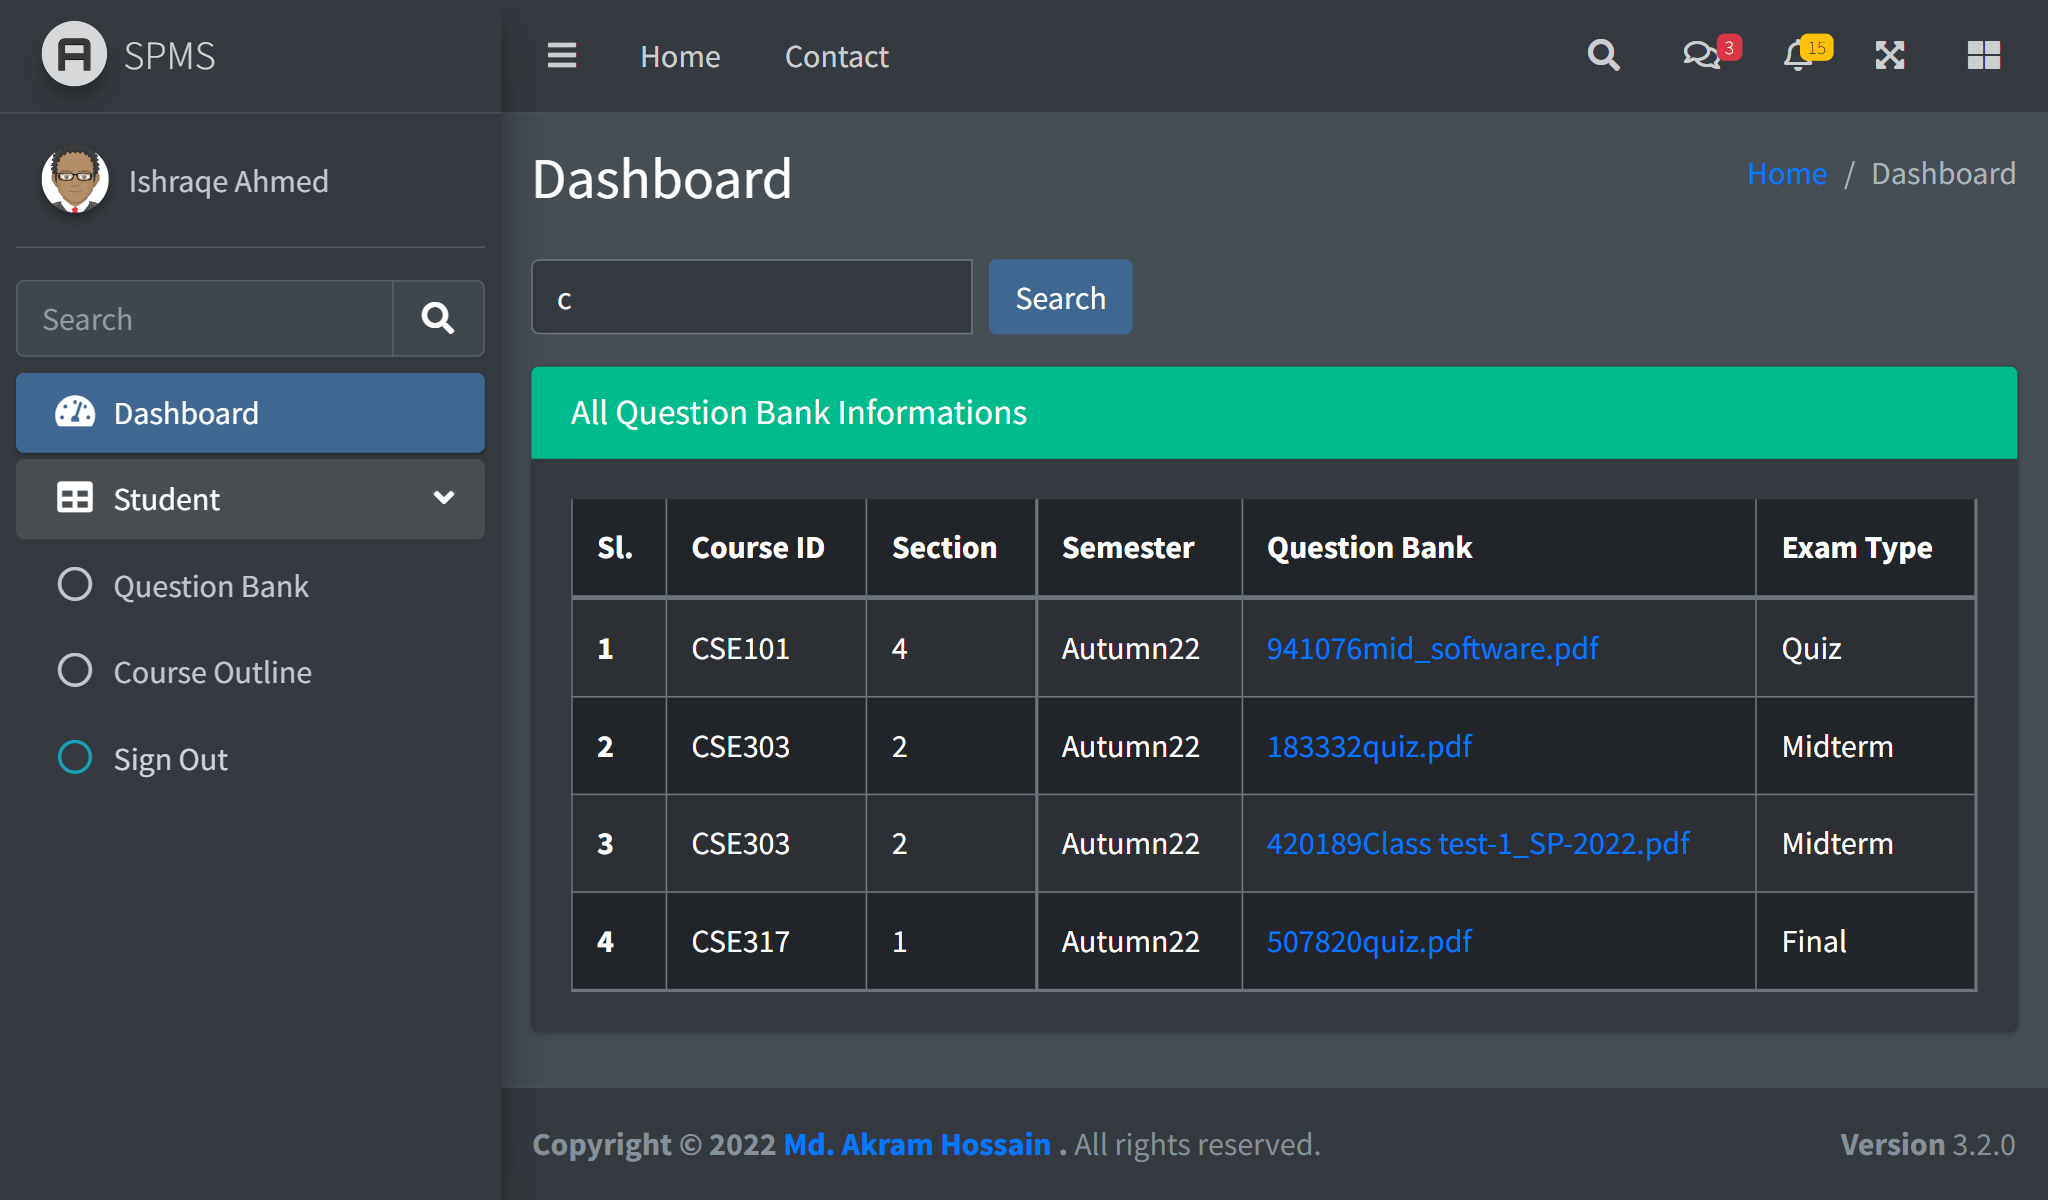 SPMS
Home Contact
3
15
Ishraqe Ahmed
Dashboard
Home / Dashboard
Search
c
Search
Dashboard
Student
Question Bank
Course Outline
Sign Out
All Question Bank Informations
Sl. Course ID Section Semester Question Bank Exam Type
1 CSE101 4 Autumn22 941076mid_software.pdf Quiz
2 CSE303 2 Autumn22 183332quiz.pdf Midterm
3 CSE303 2 Autumn22 420189Class test-1_SP-2022.pdf Midterm
4 CSE317 1 Autumn22 507820quiz.pdf Final
Copyright © 2022 Md. Akram Hossain . All rights reserved.
Version 3.2.0